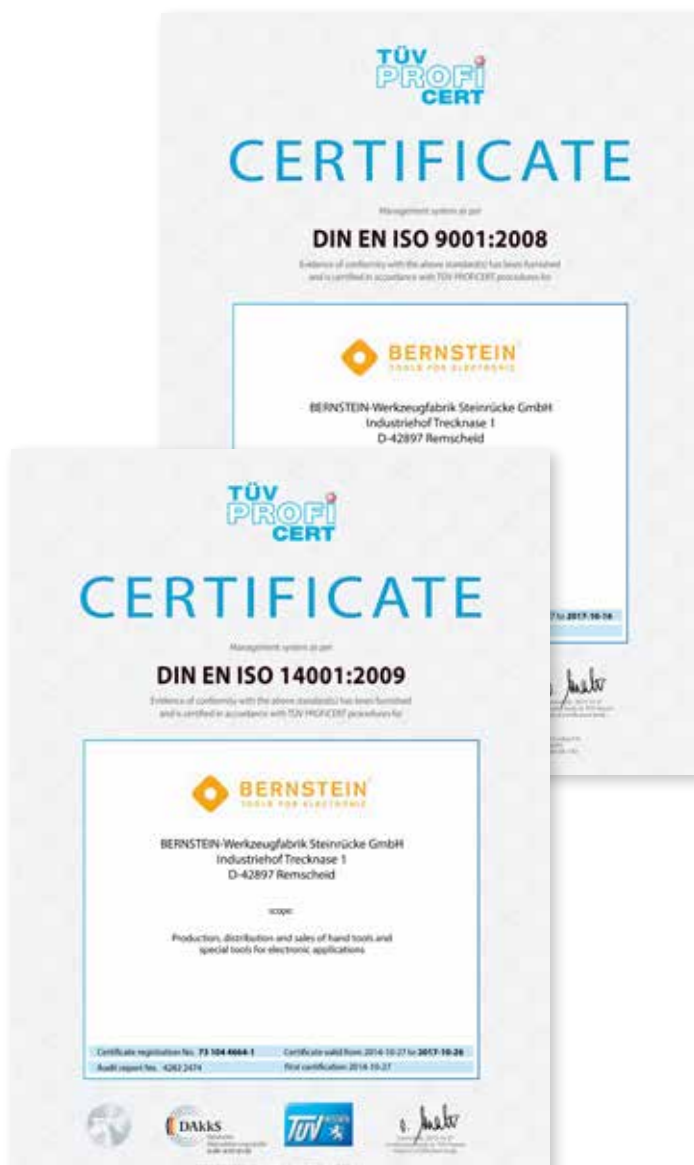 TÜV
PROFI
CERT
CERTIFICATE
Management system as per
DIN EN ISO 9001:2008
Evidence of conformity with the above standard(s) has been furnished
and is certified in accordance with TÜV PROFICERT procedures for
BERNSTEIN
TOOLS FOR ELECTRONIC
BERNSTEIN-Werkzeugfabrik Steinrücke GmbH
Industriehof Trecknase 1
D-42897 Remscheid
7 to 2017-10-16
TÜV
PROFI
CERT
CERTIFICATE
Management system as per
DIN EN ISO 14001:2009
Evidence of conformity with the above standard(s) has been furnished
and is certified in accordance with TÜV PROFICERT procedures for
BERNSTEIN
TOOLS FOR ELECTRONIC
BERNSTEIN-Werkzeugfabrik Steinrücke GmbH
Industriehof Trecknase 1
D-42897 Remscheid
scope:
Production, distribution and sales of hand tools and
special tools for electronic applications
Certificate registration No. 73 104 4664-1 Certificate valid from 2014-10-27 to 2017-10-26
Audit report No. 4282 2474 First certification 2014-10-27
DAkkS
TÜV HESSEN